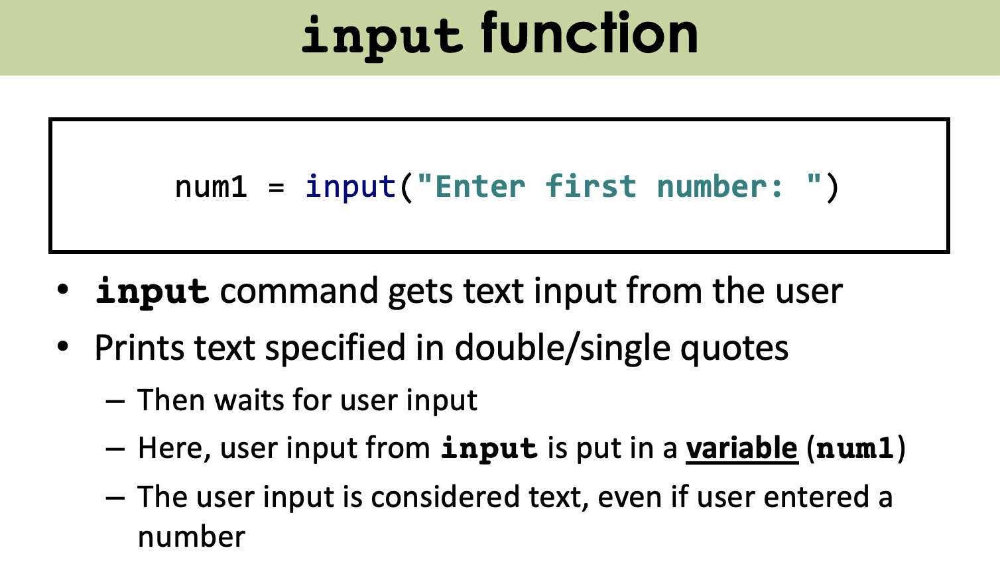 input function
num1 = input("Enter first number: ")
• input command gets text input from the user
• Prints text specified in double/single quotes
– Then waits for user input
– Here, user input from input is put in a variable (num1)
– The user input is considered text, even if user entered a
number